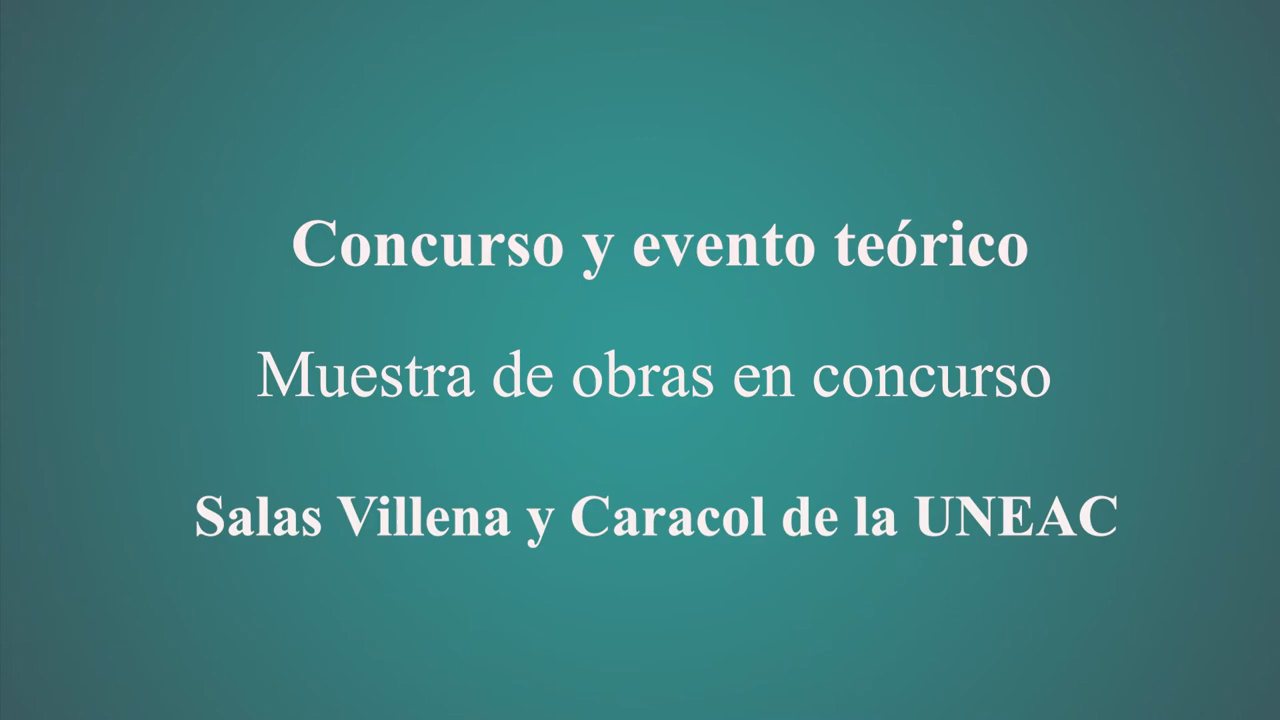 Concurso y evento teórico
Muestra de obras en concurso
Salas Villena y Caracol de la UNEAC